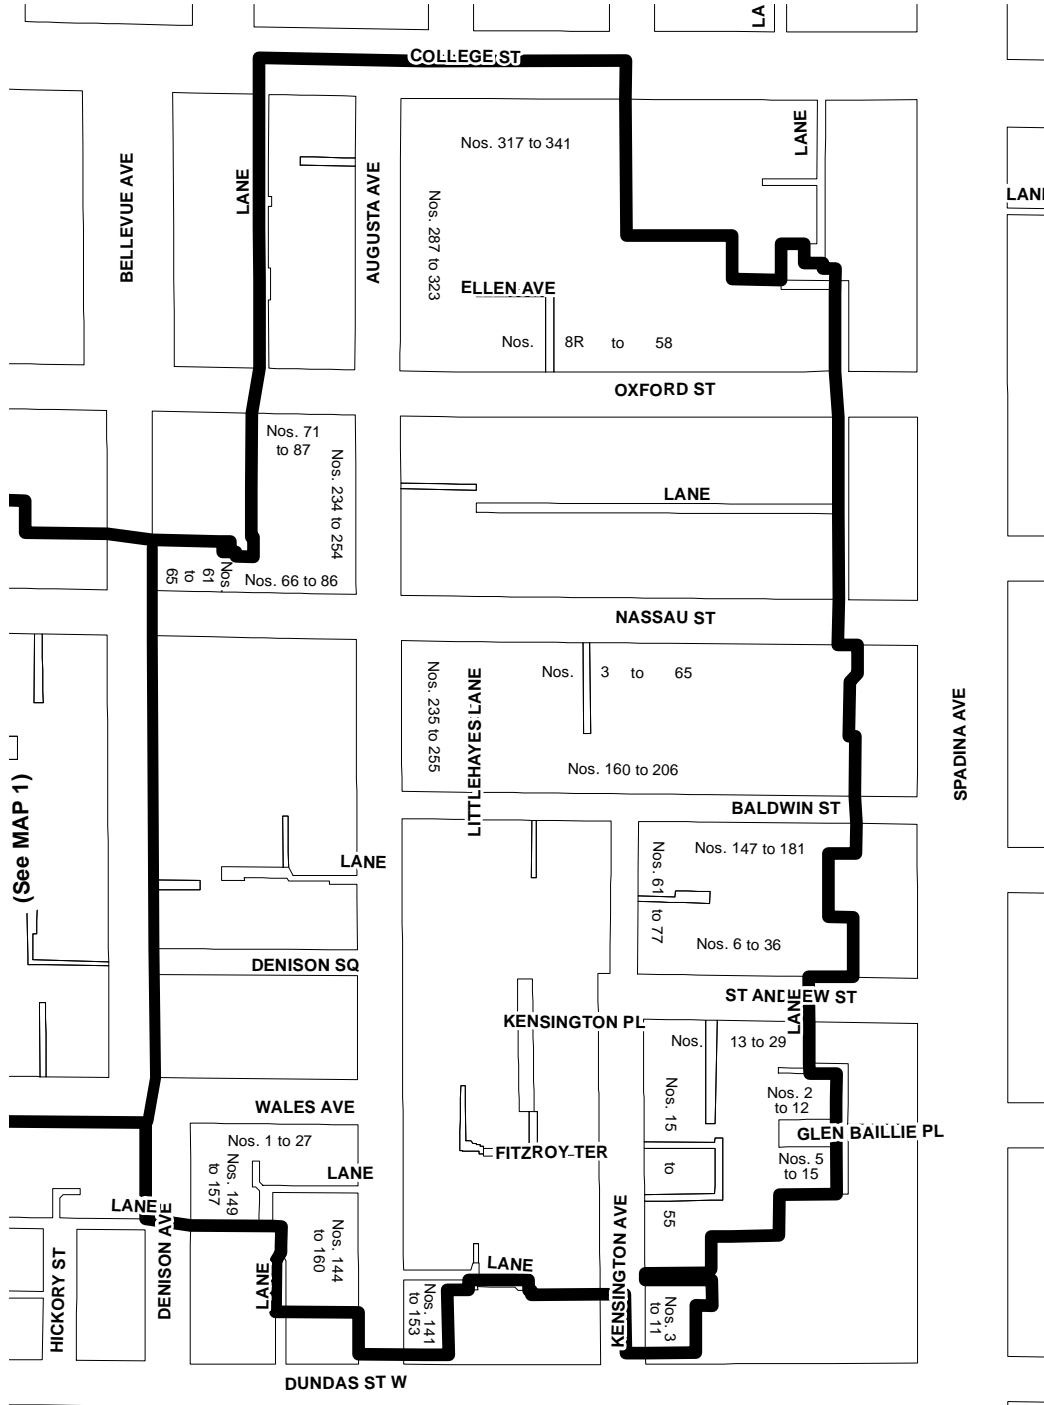 LA
COLLEGE ST
LANE
Nos. 317 to 341
BELLEVUE AVE
LANE
AUGUSTA AVE
Nos. 287 to 323
LANE
ELLEN AVE
Nos. 8R to 58
OXFORD ST
Nos. 71
to 87
Nos. 234 to 254
LANE
Nos.
61
to
65
Nos. 66 to 86
NASSAU ST
Nos. 235 to 255
LITTLEHAYES LANE
Nos. 3 to 65
SPADINA AVE
Nos. 160 to 206
(See MAP 1)
BALDWIN ST
LANE
Nos. 61 to 77
Nos. 147 to 181
Nos. 6 to 36
DENISON SQ
ST ANDREW ST
LANE
KENSINGTON PL
Nos. 13 to 29
Nos. 15 to 55
Nos. 2
to 12
WALES AVE
GLEN BAILLIE PL
Nos. 1 to 27
FITZROY TER
Nos. 5
to 15
LANE
Nos. 149
to 157
LANE
DENISON AVE
Nos. 144
to 160
KENSINGTON AVE
HICKORY ST
LANE
LANE
Nos. 141
to 153
Nos. 3
to 11
DUNDAS ST W